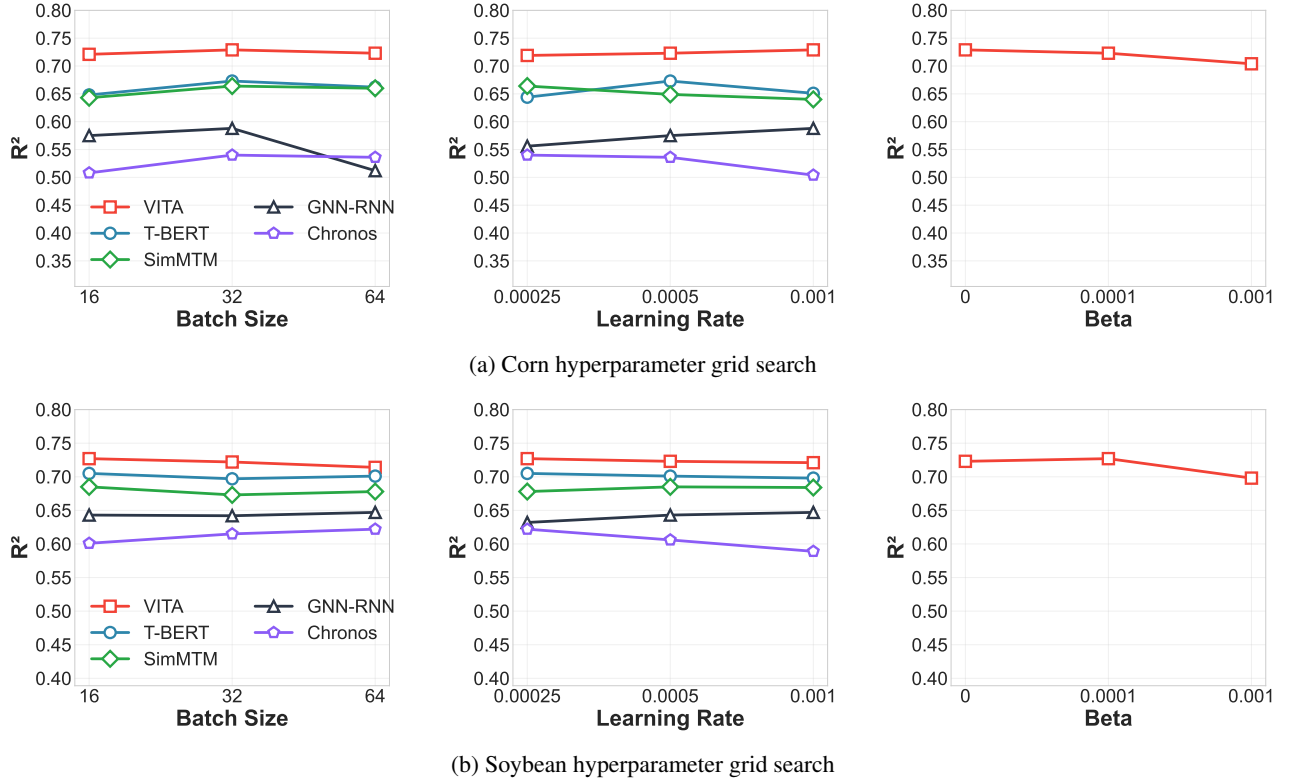 0.80
0.75
0.70
0.65
0.60
0.55
0.50
0.45
0.40
0.35
R²
VITA
T-BERT
SimMTM
GNN-RNN
Chronos
16 32 64
Batch Size
0.80
0.75
0.70
0.65
0.60
0.55
0.50
0.45
0.40
0.35
R²
0.00025 0.0005 0.001
Learning Rate
0.80
0.75
0.70
0.65
0.60
0.55
0.50
0.45
0.40
0.35
R²
0 0.0001 0.001
Beta
(a) Corn hyperparameter grid search
0.80
0.75
0.70
0.65
0.60
0.55
0.50
0.45
0.40
R²
VITA
T-BERT
SimMTM
GNN-RNN
Chronos
16 32 64
Batch Size
0.80
0.75
0.70
0.65
0.60
0.55
0.50
0.45
0.40
R²
0.00025 0.0005 0.001
Learning Rate
0.80
0.75
0.70
0.65
0.60
0.55
0.50
0.45
0.40
R²
0 0.0001 0.001
Beta
(b) Soybean hyperparameter grid search